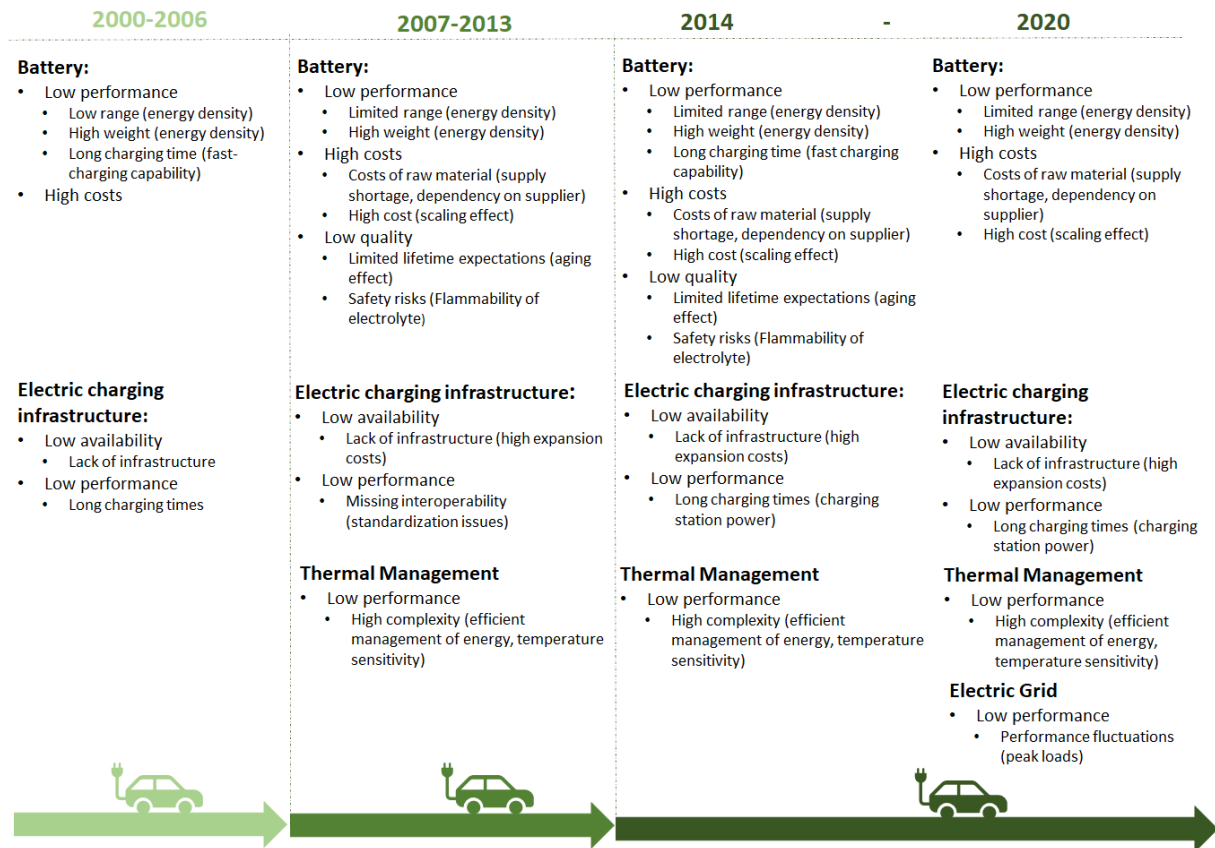 2000-2006
2007-2013
2014 - 2020
Battery:
• Low performance
• Low range (energy density)
• High weight (energy density)
• Long charging time (fast-
charging capability)
• High costs
Electric charging
infrastructure:
• Low availability
• Lack of infrastructure
• Low performance
• Long charging times
Battery:
• Low performance
• Limited range (energy density)
• High weight (energy density)
• High costs
• Costs of raw material (supply
shortage, dependency on supplier)
• High cost (scaling effect)
• Low quality
• Limited lifetime expectations (aging
effect)
• Safety risks (Flammability of
electrolyte)
Electric charging infrastructure:
• Low availability
• Lack of infrastructure (high expansion
costs)
• Low performance
• Missing interoperability
(standardization issues)
Thermal Management
• Low performance
• High complexity (efficient
management of energy, temperature
sensitivity)
Battery:
• Low performance
• Limited range (energy density)
• High weight (energy density)
• Long charging time (fast charging
capability)
• High costs
• Costs of raw material (supply
shortage, dependency on supplier)
• High cost (scaling effect)
• Low quality
• Limited lifetime expectations (aging
effect)
• Safety risks (Flammability of
electrolyte)
Electric charging infrastructure:
• Low availability
• Lack of infrastructure (high
expansion costs)
• Low performance
• Long charging times (charging
station power)
Thermal Management
• Low performance
• High complexity (efficient
management of energy, temperature
sensitivity)
Battery:
• Low performance
• Limited range (energy density)
• High weight (energy density)
• High costs
• Costs of raw material (supply
shortage, dependency on
supplier)
• High cost (scaling effect)
Electric charging
infrastructure:
• Low availability
• Lack of infrastructure (high
expansion costs)
• Low performance
• Long charging times (charging
station power)
Thermal Management
• Low performance
• High complexity (efficient
management of energy,
temperature sensitivity)
Electric Grid
• Low performance
• Performance fluctuations
(peak loads)